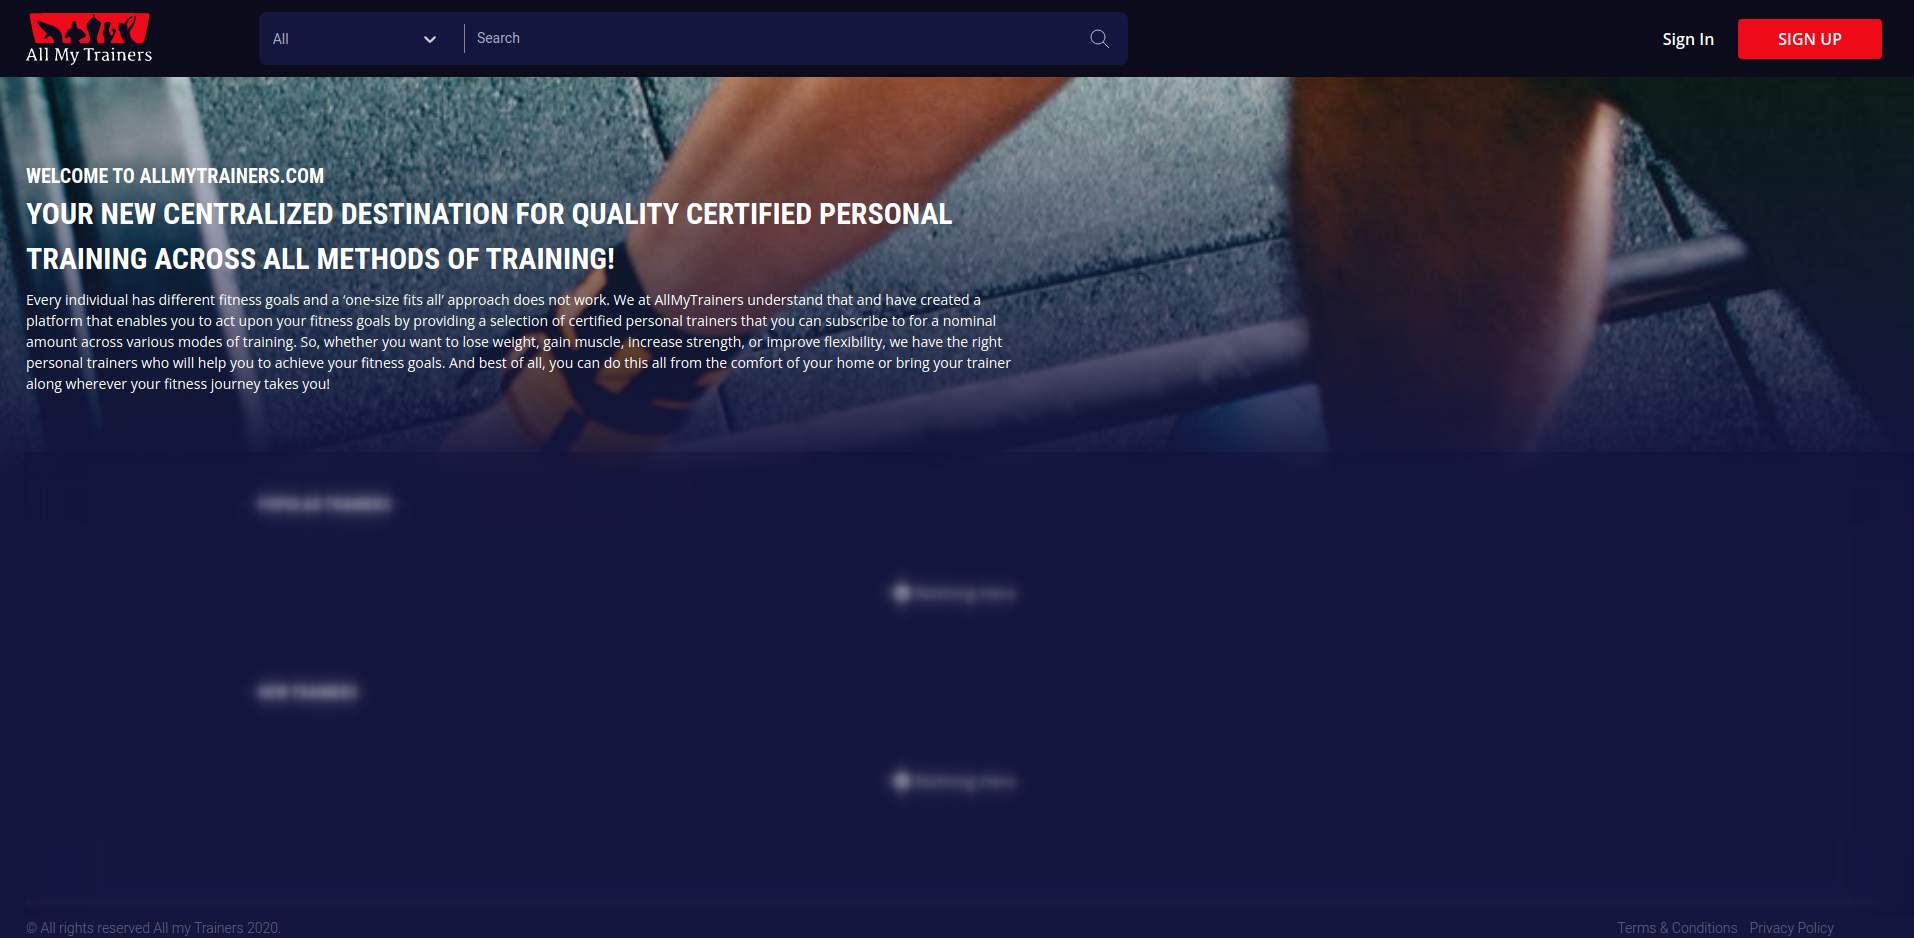 All My Trainers
All
Search
Sign In
SIGN UP
WELCOME TO ALLMYTRAINERS.COM
YOUR NEW CENTRALIZED DESTINATION FOR QUALITY CERTIFIED PERSONAL
TRAINING ACROSS ALL METHODS OF TRAINING!
Every individual has different fitness goals and a ‘one-size fits all’ approach does not work. We at AllMyTrainers understand that and have created a
platform that enables you to act upon your fitness goals by providing a selection of certified personal trainers that you can subscribe to for a nominal
amount across various modes of training. So, whether you want to lose weight, gain muscle, increase strength, or improve flexibility, we have the right
personal trainers who will help you to achieve your fitness goals. And best of all, you can do this all from the comfort of your home or bring your trainer
along wherever your fitness journey takes you!
© All rights reserved All my Trainers 2020.
Terms & Conditions Privacy Policy